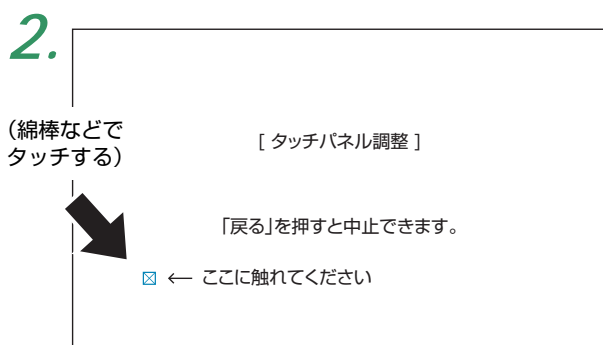 2.
（綿棒などで
タッチする）
［ タッチパネル調整 ］
「戻る」を押すと中止できます。
☒ ← ここに触れてください